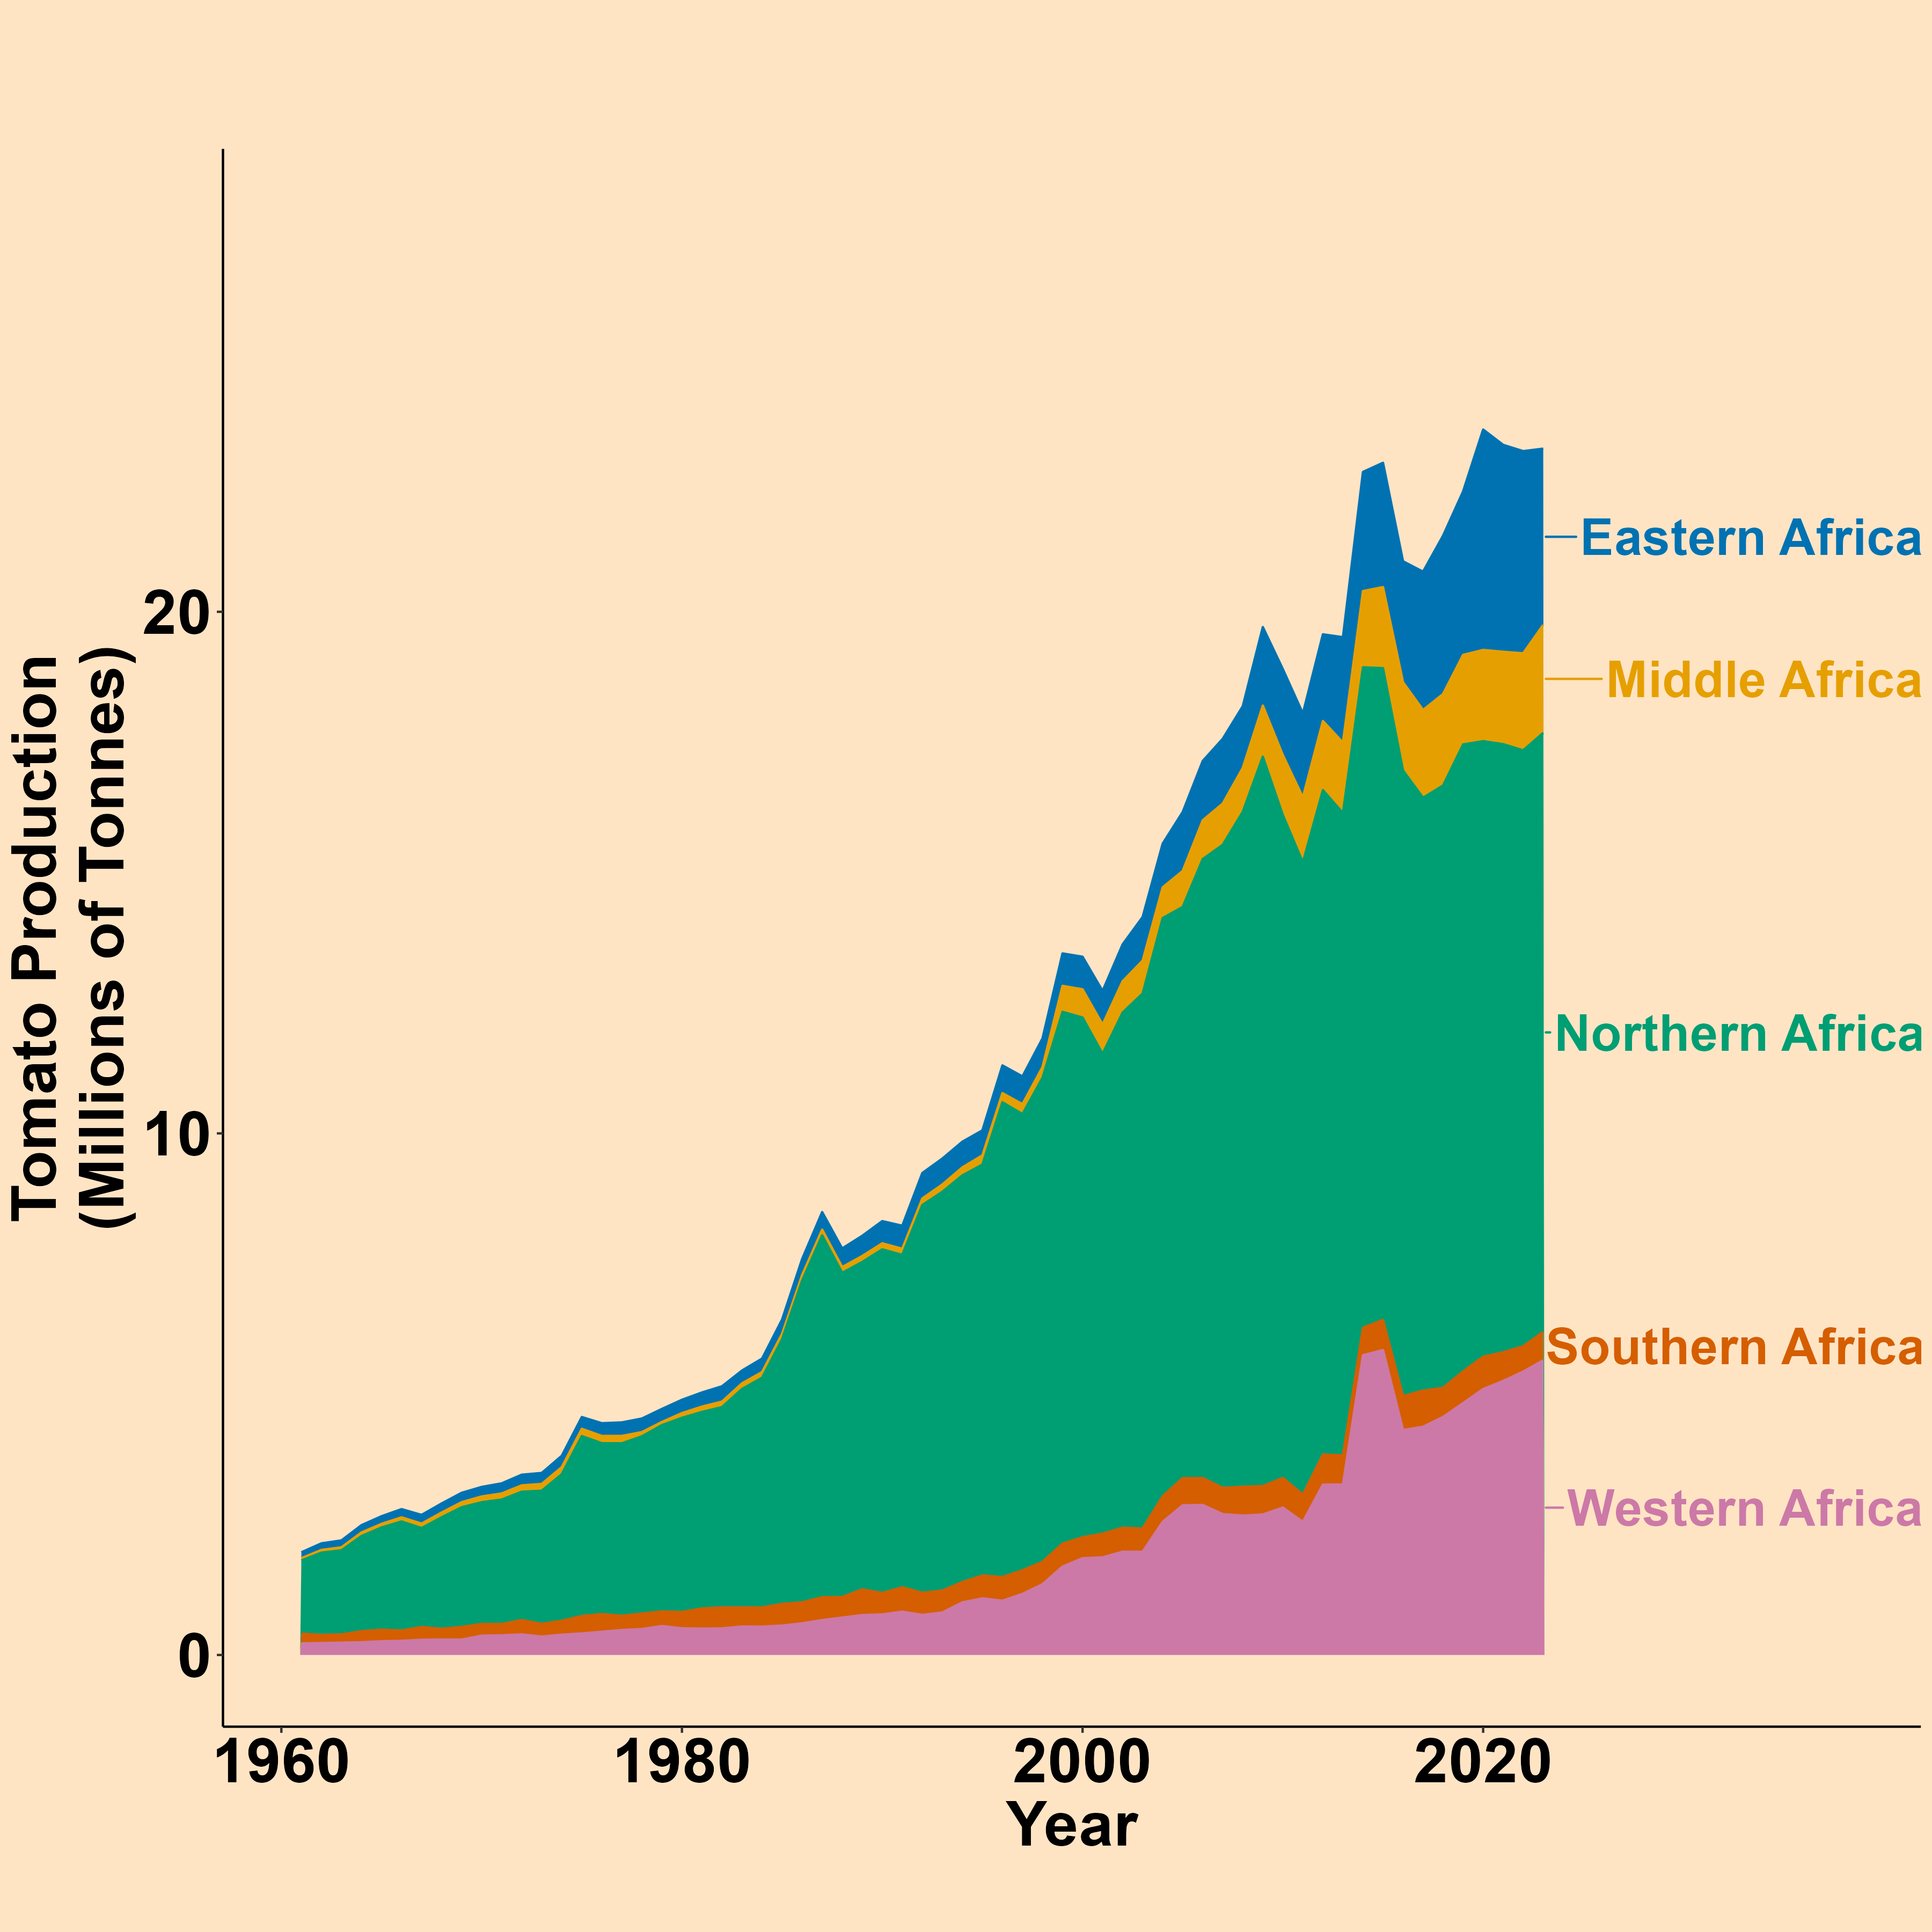 Tomato Production
(Millions of Tonnes)
20
10
0
1960
1980
2000
2020
Year
Eastern Africa
Middle Africa
Northern Africa
Southern Africa
Western Africa